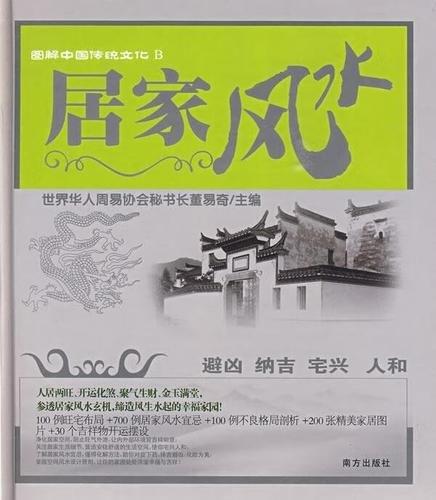 图解中国传统文化 B
居家风水
世界华人周易协会秘书长董易奇/主编
避凶 纳吉 宅兴 人和
人居两旺、开运化煞、聚气生财、金玉满堂,
参透居家风水玄机,缔造风生水起的幸福家园!
100 例旺宅布局 +700 例居家风水宜忌 +100 例不良格局剖析 +200 张精美家居图
片 +30 个吉祥物开运摆设
南方出版社